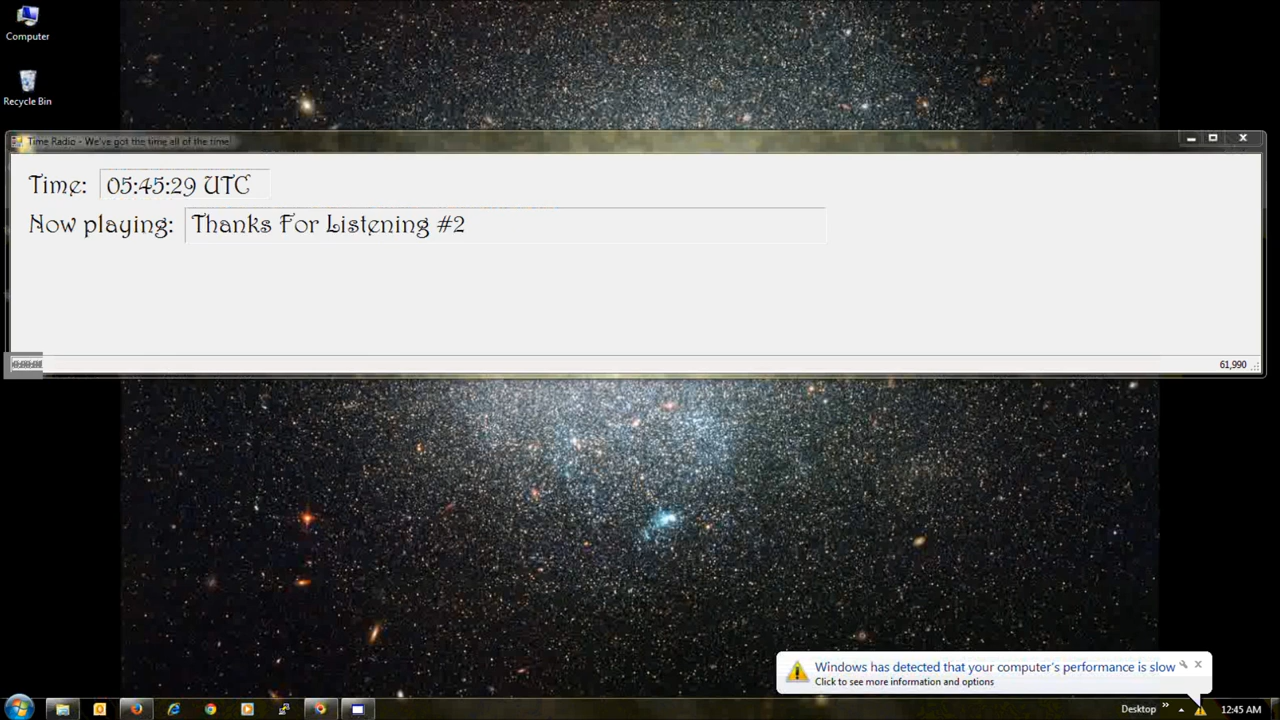 Computer
Recycle Bin
Time Radio - We've got the time all of the time!
Time: 05:45:29 UTC
Now playing: Thanks For Listening #2
61,990
Windows has detected that your computer's performance is slow
Click to see more information and options
Desktop
12:45 AM